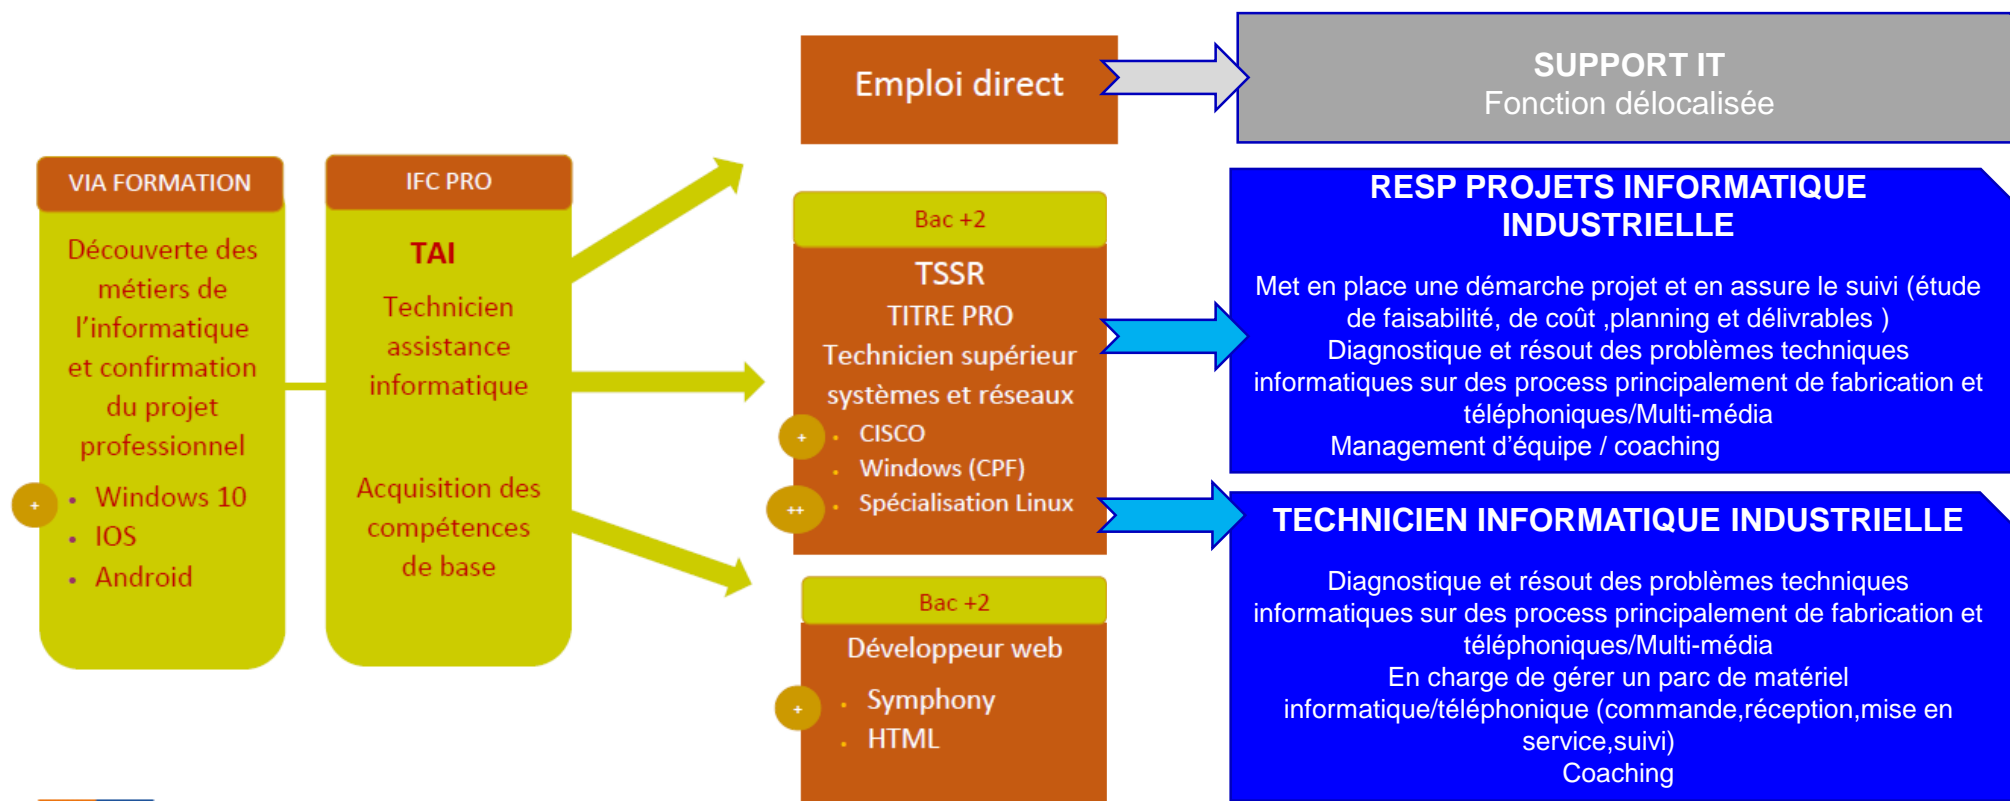 VIA FORMATION
Découverte des
métiers de
l'informatique
et confirmation
du projet
professionnel
+
• Windows 10
• IOS
• Android
IFC PRO
TAI
Technicien
assistance
informatique
Acquisition des
compétences
de base
Emploi direct
Bac +2
TSSR
TITRE PRO
Technicien supérieur
systèmes et réseaux
+
• CISCO
• Windows (CPF)
++
• Spécialisation Linux
Bac +2
Développeur web
+
• Symphony
• HTML
SUPPORT IT
Fonction délocalisée
RESP PROJETS INFORMATIQUE
INDUSTRIELLE
Met en place une démarche projet et en assure le suivi (étude
de faisabilité, de coût ,planning et délivrables )
Diagnostique et résout des problèmes techniques
informatiques sur des process principalement de fabrication et
téléphoniques/Multi-média
Management d'équipe / coaching
TECHNICIEN INFORMATIQUE INDUSTRIELLE
Diagnostique et résout des problèmes techniques
informatiques sur des process principalement de fabrication et
téléphoniques/Multi-média
En charge de gérer un parc de matériel
informatique/téléphonique (commande,réception,mise en
service,suivi)
Coaching